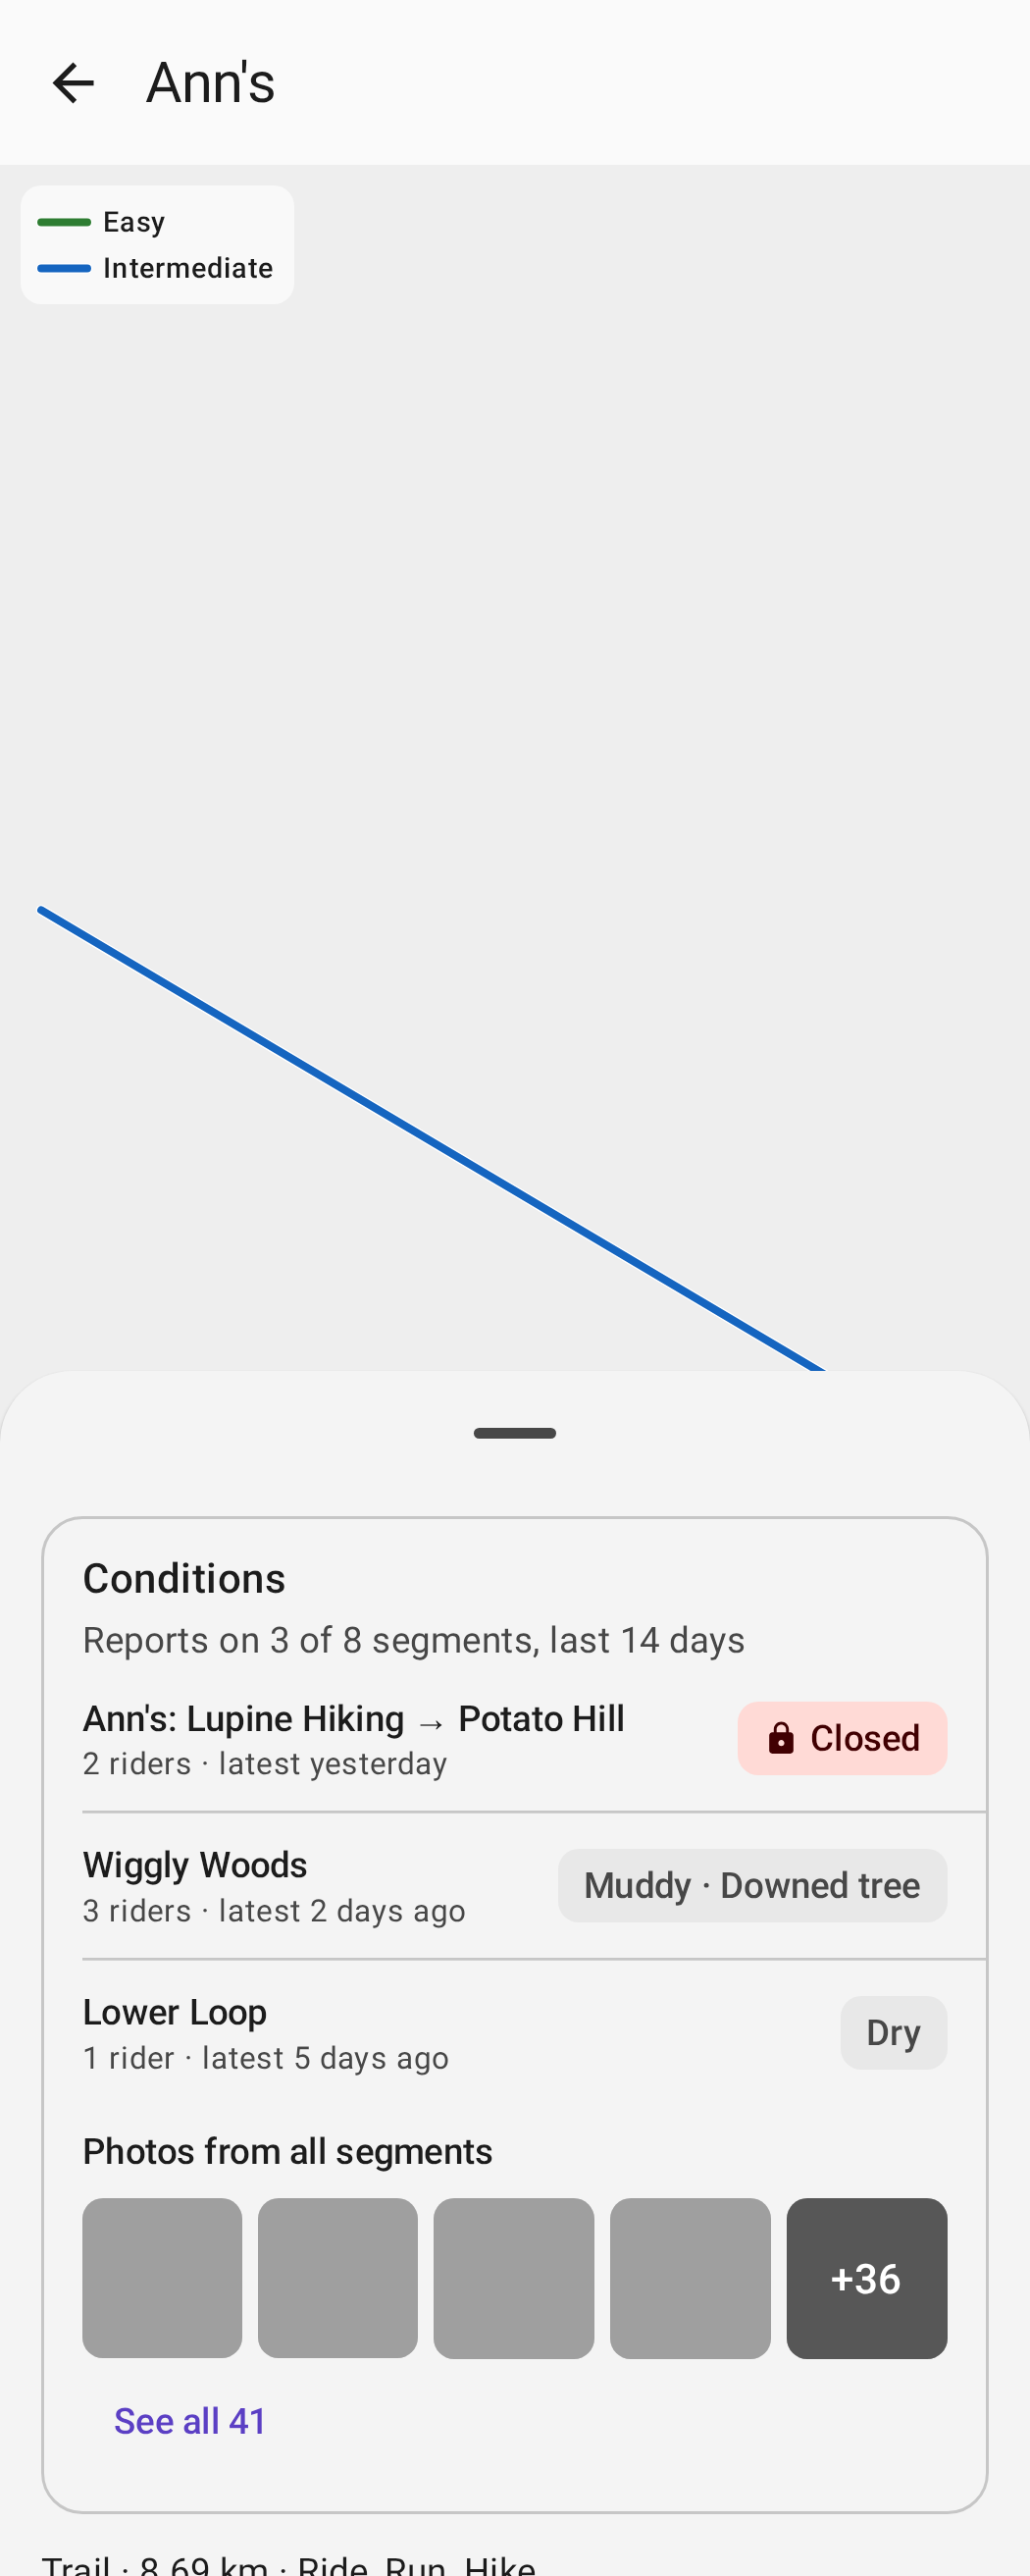 Ann's
Easy
Intermediate
Conditions
Reports on 3 of 8 segments, last 14 days
Ann's: Lupine Hiking → Potato Hill
Closed
2 riders · latest yesterday
Wiggly Woods
Muddy · Downed tree
3 riders · latest 2 days ago
Lower Loop
Dry
1 rider · latest 5 days ago
Photos from all segments
+36
See all 41
Trail · 8.69 km · Ride, Run, Hike